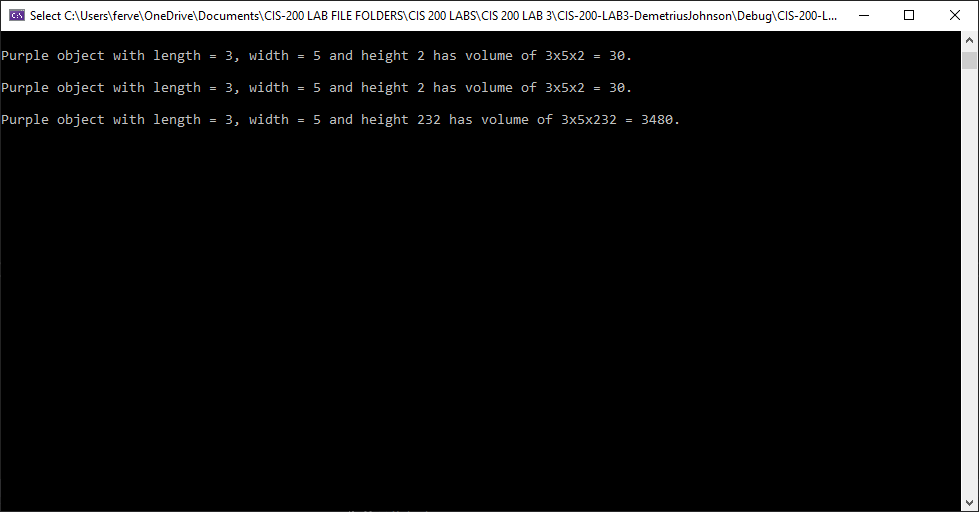 Select C:\Users\ferve\OneDrive\Documents\CIS-200 LAB FILE FOLDERS\CIS 200 LABS\CIS 200 LAB 3\CIS-200-LAB3-DemetriusJohnson\Debug\CIS-200-L...
Purple object with length = 3, width = 5 and height 2 has volume of 3x5x2 = 30.
Purple object with length = 3, width = 5 and height 2 has volume of 3x5x2 = 30.
Purple object with length = 3, width = 5 and height 232 has volume of 3x5x232 = 3480.